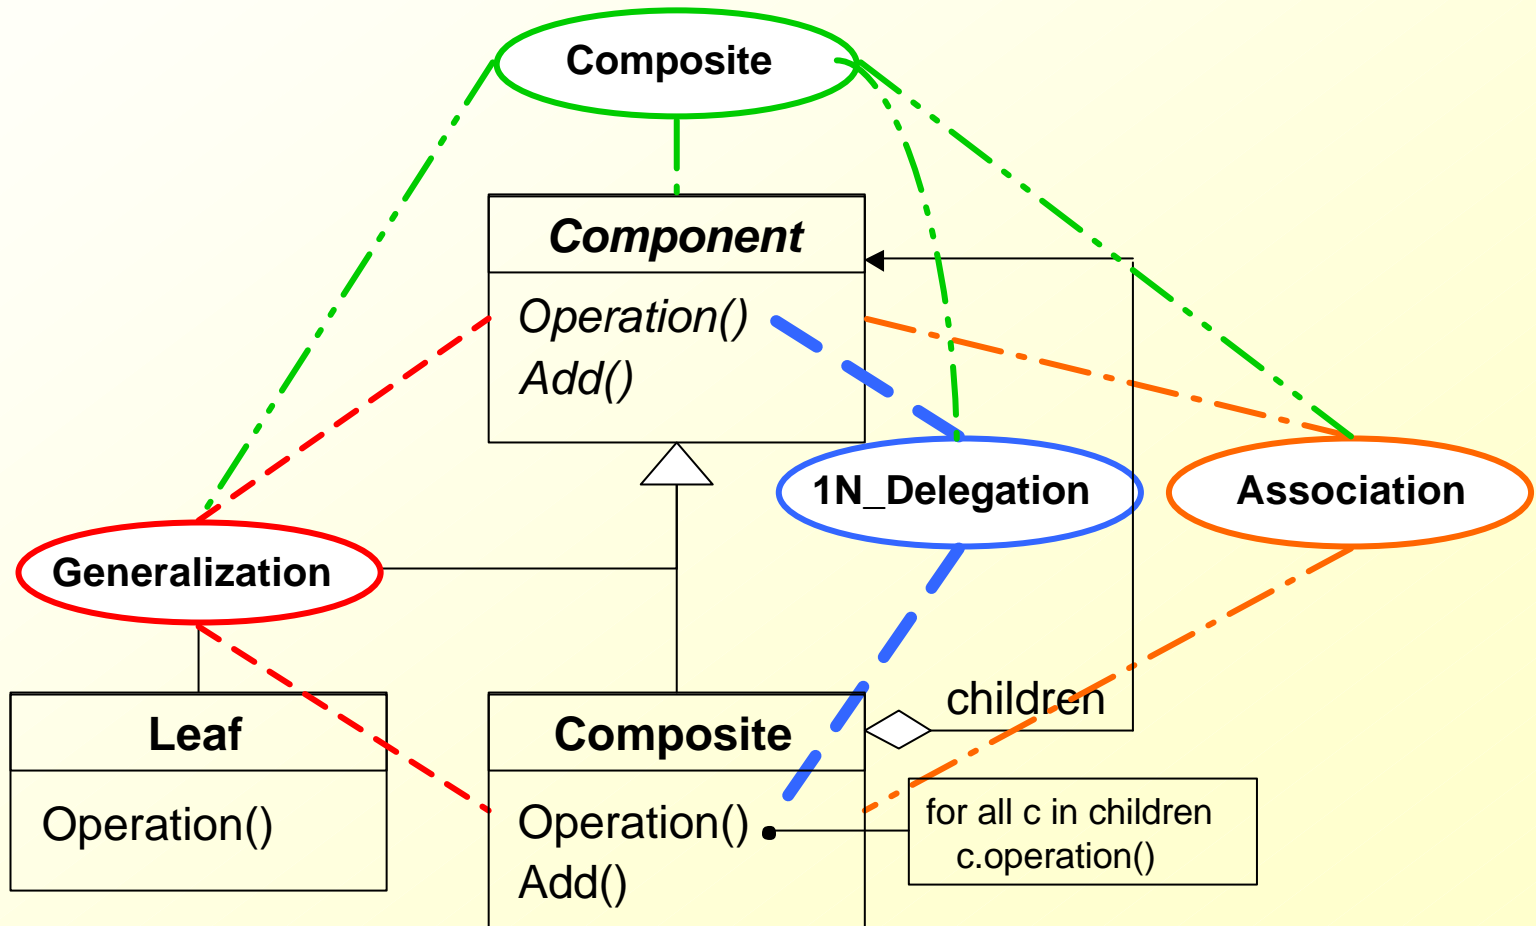 Composite
Component
Operation()
Add()
1N_Delegation
Association
Generalization
children
Leaf
Operation()
Composite
Operation()
Add()
for all c in children
c.operation()